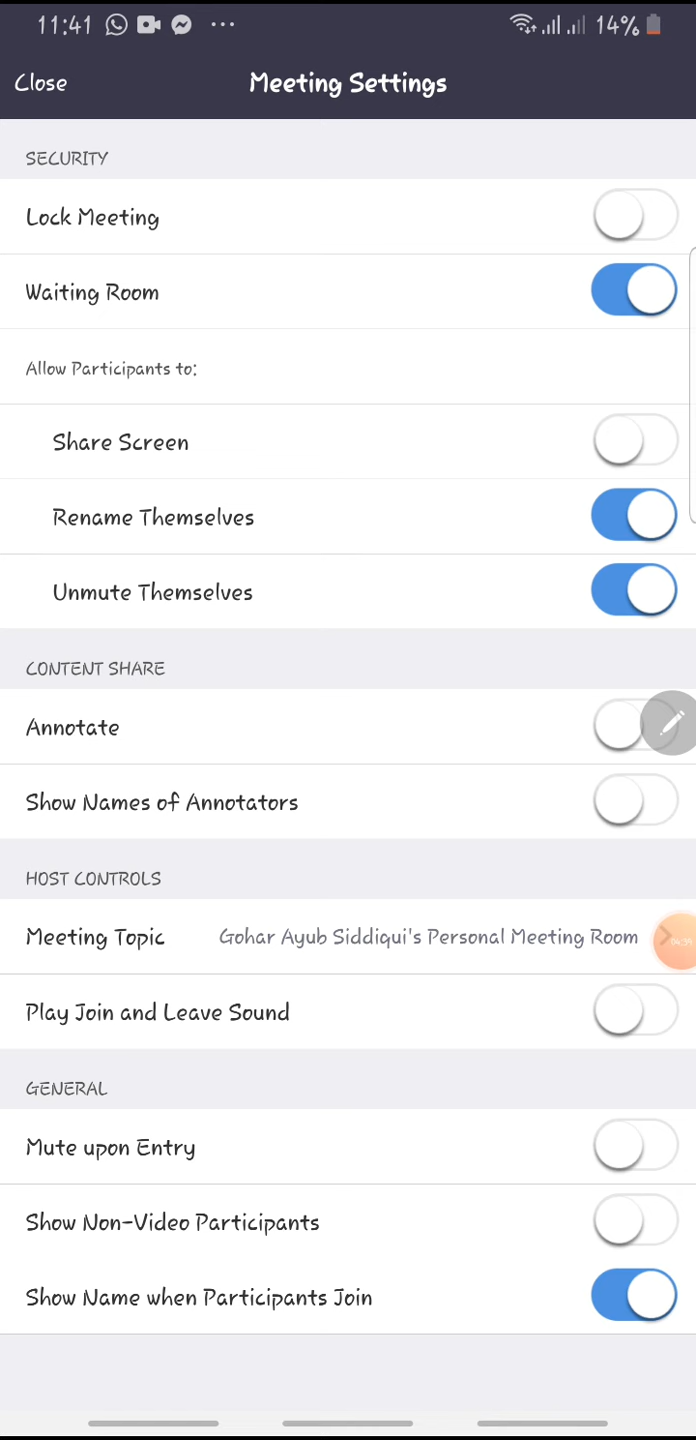 11:41 ... 14%
Close Meeting Settings
SECURITY
Lock Meeting
Waiting Room
Allow Participants to:
Share Screen
Rename Themselves
Unmute Themselves
CONTENT SHARE
Annotate
Show Names of Annotators
HOST CONTROLS
Meeting Topic Gohar Ayub Siddiqui's Personal Meeting Room
Play Join and Leave Sound
GENERAL
Mute upon Entry
Show Non-Video Participants
Show Name when Participants Join